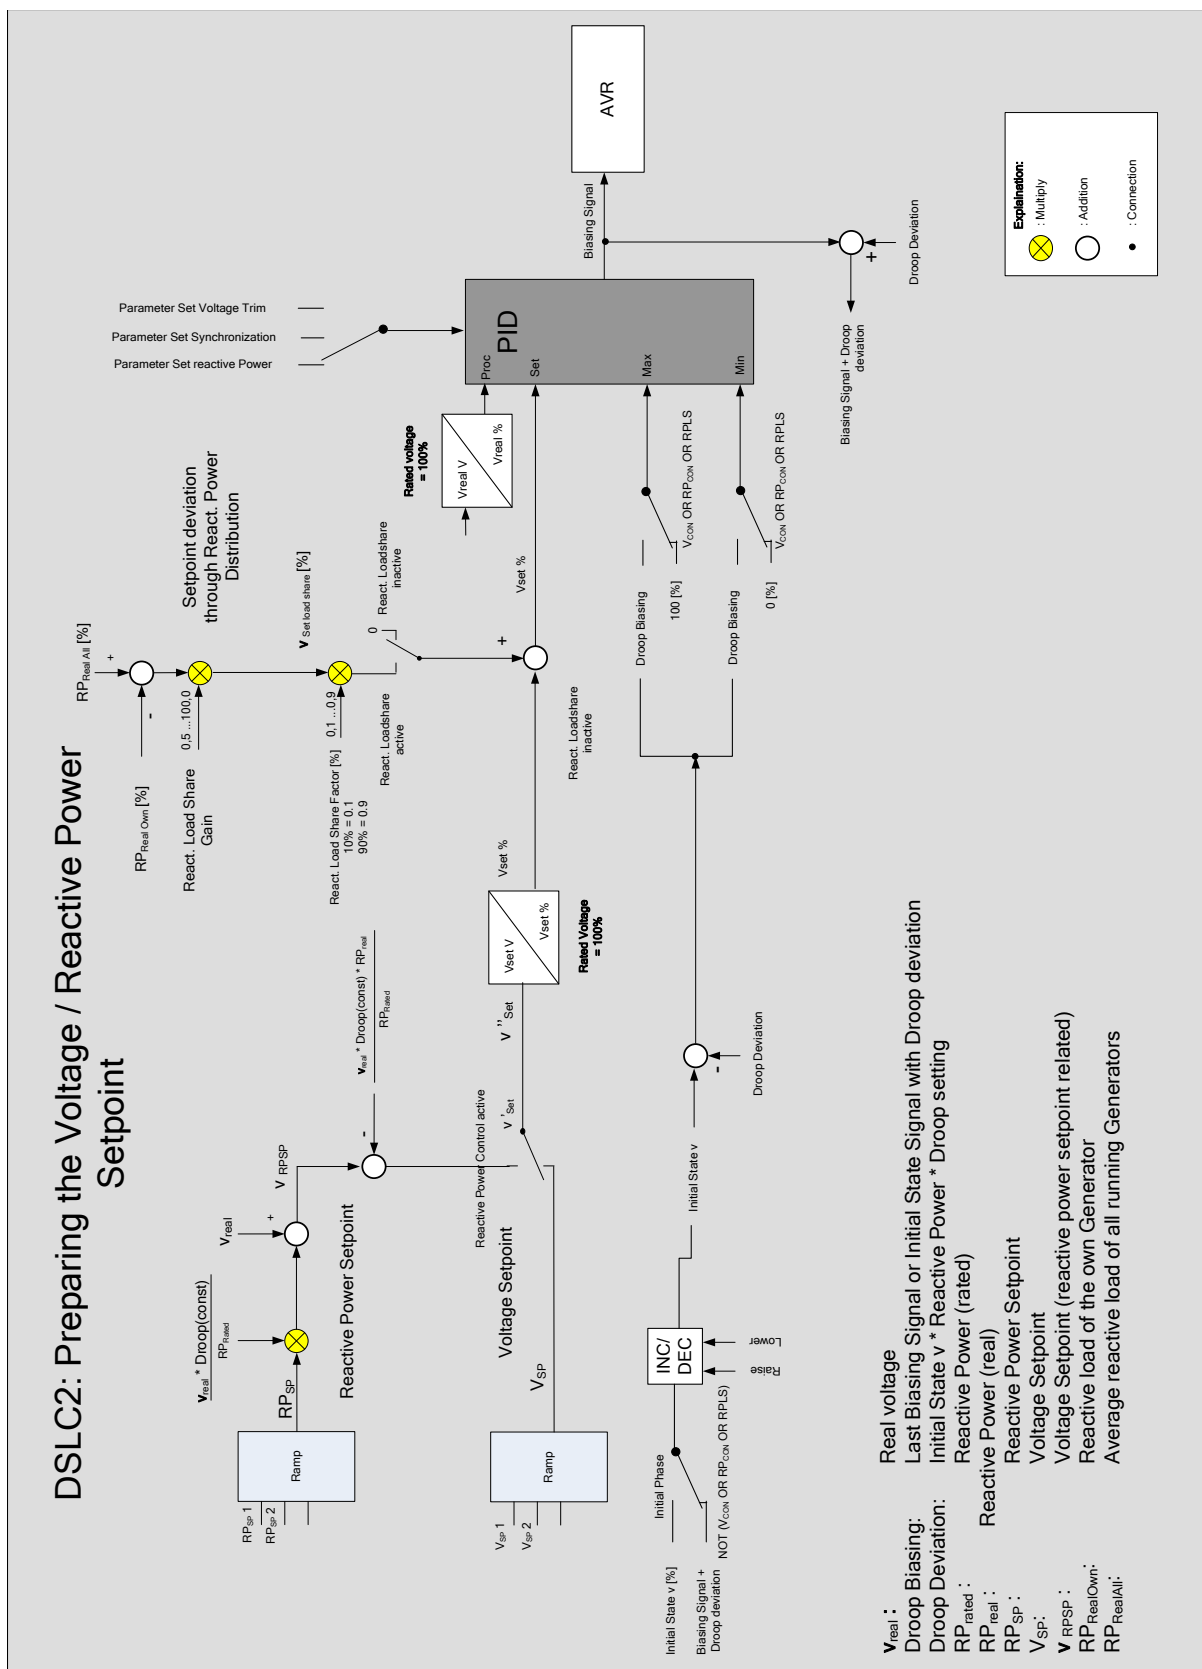 DSLC2: Preparing the Voltage / Reactive Power
Setpoint
RP SP 1
RP SP 2
Ramp
RP SP
Reactive Power Setpoint
v real * Droop(const)
RP Rated
v real
+
v RPSP
-
v real * Droop(const) * RP real
RP Rated
V SP 1
V SP 2
Ramp
V SP
Voltage Setpoint
Reactive Power Control active
v' Set
v'' Set
Vset V
Vset %
Rated Voltage
= 100%
Vset %
RP Real Own [%]
RP Real All [%]
+
-
React. Load Share
Gain
0,5 ...100,0
Setpoint deviation
through React. Power
Distribution
React. Load Share Factor [%]
10% = 0.1
90% = 0.9
0,1 ...0,9
v Set load share [%]
React. Loadshare
active
0
React. Loadshare
inactive
+
React. Loadshare
inactive
Vset %
Rated voltage
= 100%
Vreal V
Vreal %
Parameter Set Voltage Trim
Parameter Set Synchronization
Parameter Set reactive Power
PID
Proc
Set
Max
Min
Biasing Signal
AVR
Initial State v [%]
Biasing Signal +
Droop deviation
Initial Phase
NOT (V CON OR RP CON OR RPLS)
INC/
DEC
Raise
Lower
Initial State v
-
Droop Deviation
Droop Biasing
100 [%]
V CON OR RP CON OR RPLS
Droop Biasing
0 [%]
V CON OR RP CON OR RPLS
Biasing Signal + Droop
deviation
+
Droop Deviation
Explaination:
: Multiply
: Addition
: Connection
v real : Real voltage
Droop Biasing: Last Biasing Signal or Initial State Signal with Droop deviation
Droop Deviation: Initial State v * Reactive Power * Droop setting
RP rated : Reactive Power (rated)
RP real : Reactive Power (real)
RP SP : Reactive Power Setpoint
V SP: Voltage Setpoint
v RPSP : Voltage Setpoint (reactive power setpoint related)
RP RealOwn: Reactive load of the own Generator
RP RealAll: Average reactive load of all running Generators